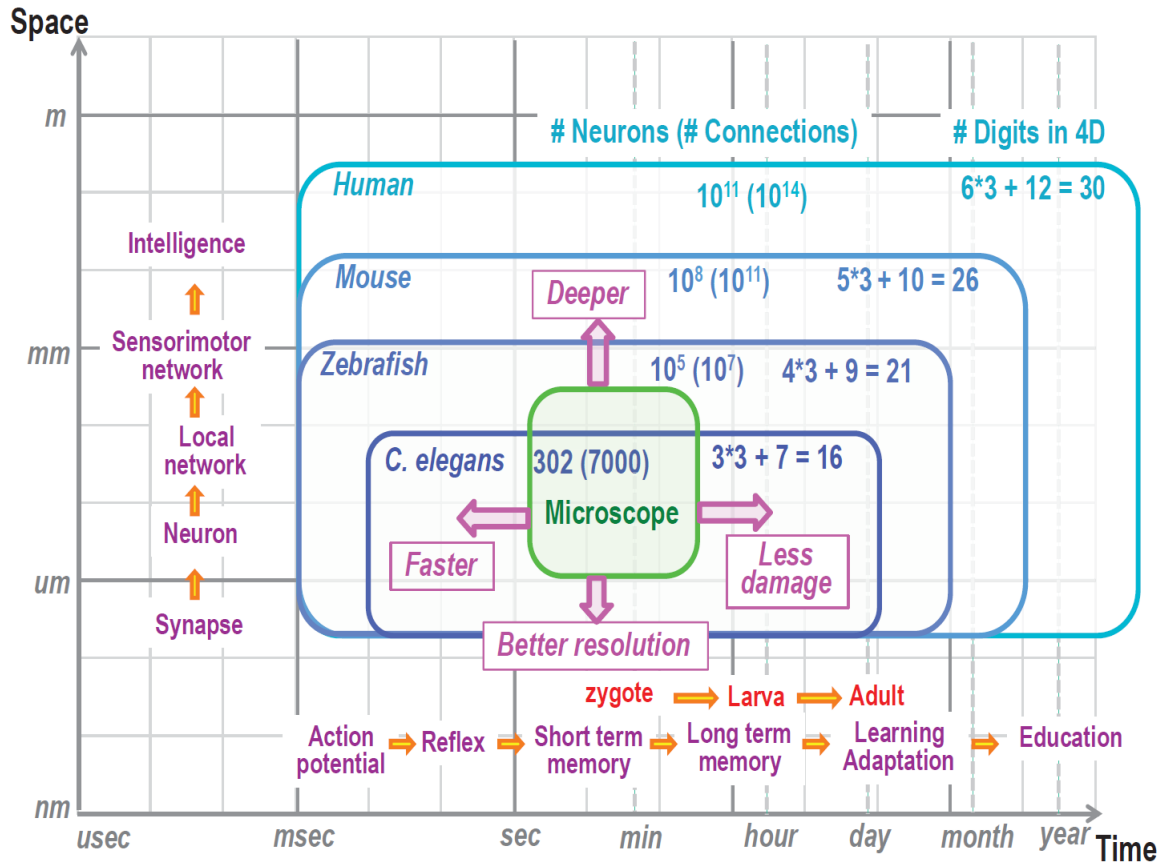 Space
m
# Neurons (# Connections)
# Digits in 4D
Human
10¹¹ (10¹⁴)
6*3 + 12 = 30
Intelligence
Mouse
10⁸ (10¹¹)
5*3 + 10 = 26
Deeper
Sensorimotor
network
mm
Zebrafish
10⁵ (10⁷)
4*3 + 9 = 21
Local
network
C. elegans
302 (7000)
3*3 + 7 = 16
Microscope
Neuron
Faster
Less
damage
um
Synapse
Better resolution
zygote
Larva
Adult
Action
potential
Reflex
Short term
memory
Long term
memory
Learning
Adaptation
Education
nm
usec
msec
sec
min
hour
day
month
year
Time